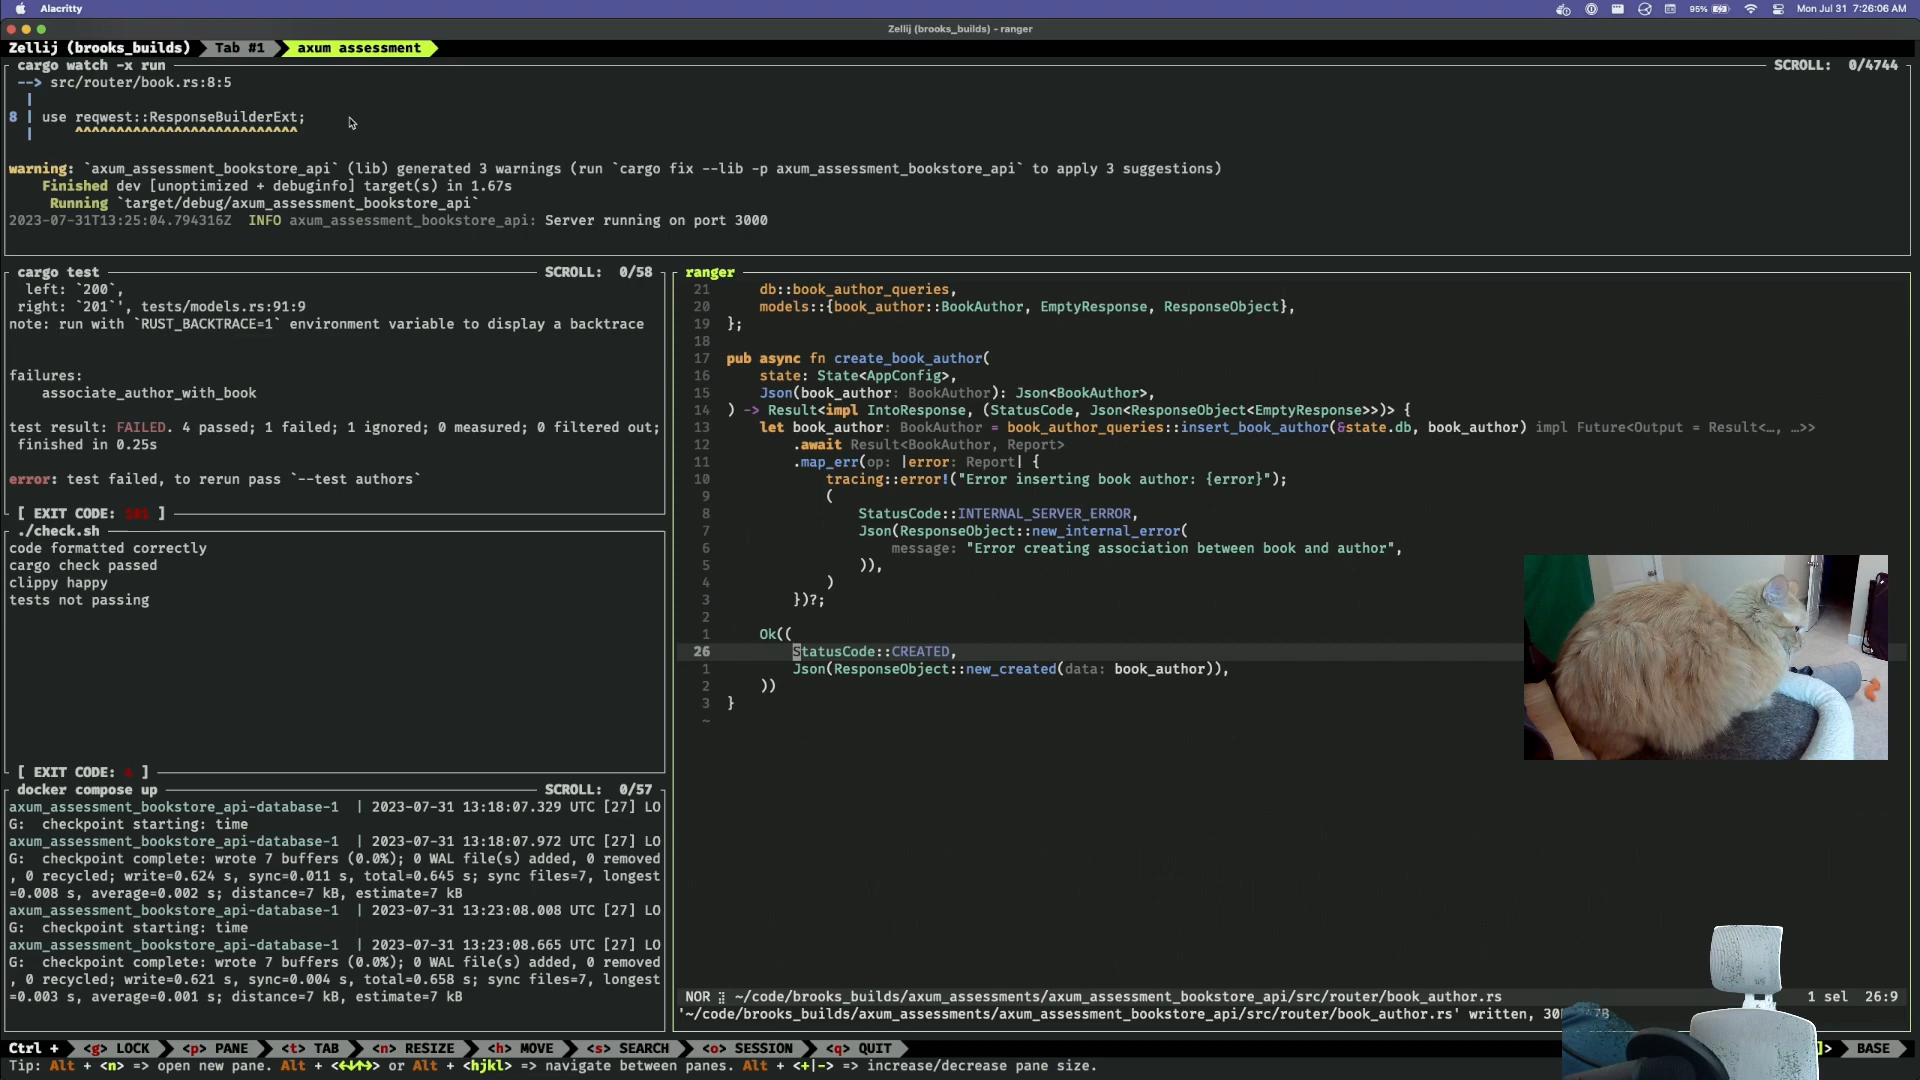 Alacritty
95%
Mon Jul 31 7:26:06 AM
Zellij (brooks_builds) - ranger
Zellij (brooks_builds) Tab #1 axum assessment
cargo watch -x run SCROLL: 0/4744
--> src/router/book.rs:8:5
|
8 | use reqwest::ResponseBuilderExt;
| ^^^^^^^^^^^^^^^^^^^^^^^^^^^
warning: `axum_assessment_bookstore_api` (lib) generated 3 warnings (run `cargo fix --lib -p axum_assessment_bookstore_api` to apply 3 suggestions)
Finished dev [unoptimized + debuginfo] target(s) in 1.67s
Running `target/debug/axum_assessment_bookstore_api`
2023-07-31T13:25:04.794316Z INFO axum_assessment_bookstore_api: Server running on port 3000
cargo test SCROLL: 0/58
left: `200`,
right: `201`', tests/models.rs:91:9
note: run with `RUST_BACKTRACE=1` environment variable to display a backtrace
failures:
associate_author_with_book
test result: FAILED. 4 passed; 1 failed; 1 ignored; 0 measured; 0 filtered out;
finished in 0.25s
error: test failed, to rerun pass `--test authors`
[ EXIT CODE: ]
./check.sh
code formatted correctly
cargo check passed
clippy happy
tests not passing
[ EXIT CODE: ]
docker compose up SCROLL: 0/57
axum_assessment_bookstore_api-database-1 | 2023-07-31 13:18:07.329 UTC [27] LO
G: checkpoint starting: time
axum_assessment_bookstore_api-database-1 | 2023-07-31 13:18:07.972 UTC [27] LO
G: checkpoint complete: wrote 7 buffers (0.0%); 0 WAL file(s) added, 0 removed
, 0 recycled; write=0.624 s, sync=0.011 s, total=0.645 s; sync files=7, longest
=0.008 s, average=0.002 s; distance=7 kB, estimate=7 kB
axum_assessment_bookstore_api-database-1 | 2023-07-31 13:23:08.008 UTC [27] LO
G: checkpoint starting: time
axum_assessment_bookstore_api-database-1 | 2023-07-31 13:23:08.665 UTC [27] LO
G: checkpoint complete: wrote 7 buffers (0.0%); 0 WAL file(s) added, 0 removed
, 0 recycled; write=0.621 s, sync=0.004 s, total=0.658 s; sync files=7, longest
=0.003 s, average=0.001 s; distance=7 kB, estimate=7 kB
ranger
21 db::book_author_queries,
20 models::{book_author::BookAuthor, EmptyResponse, ResponseObject},
19 };
18
17 pub async fn create_book_author(
16 state: State<AppConfig>,
15 Json(book_author: BookAuthor): Json<BookAuthor>,
14 ) -> Result<impl IntoResponse, (StatusCode, Json<ResponseObject<EmptyResponse>>)> {
13 let book_author: BookAuthor = book_author_queries::insert_book_author(&state.db, book_author) impl Future<Output = Result<…, …>>
12 .await Result<BookAuthor, Report>
11 .map_err(op: |error: Report| {
10 tracing::error!("Error inserting book author: {error}");
9 (
8 StatusCode::INTERNAL_SERVER_ERROR,
7 Json(ResponseObject::new_internal_error(
6 message: "Error creating association between book and author",
5 )),
4 )
3 })?;
2
1 Ok((
26 StatusCode::CREATED,
1 Json(ResponseObject::new_created(data: book_author)),
2 ))
3 }
~
NOR ~/code/brooks_builds/axum_assessments/axum_assessment_bookstore_api/src/router/book_author.rs 1 sel 26:9
'~/code/brooks_builds/axum_assessments/axum_assessment_bookstore_api/src/router/book_author.rs' written,
Ctrl + <g> LOCK <p> PANE <t> TAB <n> RESIZE <h> MOVE <s> SEARCH <o> SESSION <q> QUIT BASE
Tip: Alt + <n> => open new pane. Alt + <←↓↑→> or Alt + <hjkl> => navigate between panes. Alt + <+|-> => increase/decrease pane size.